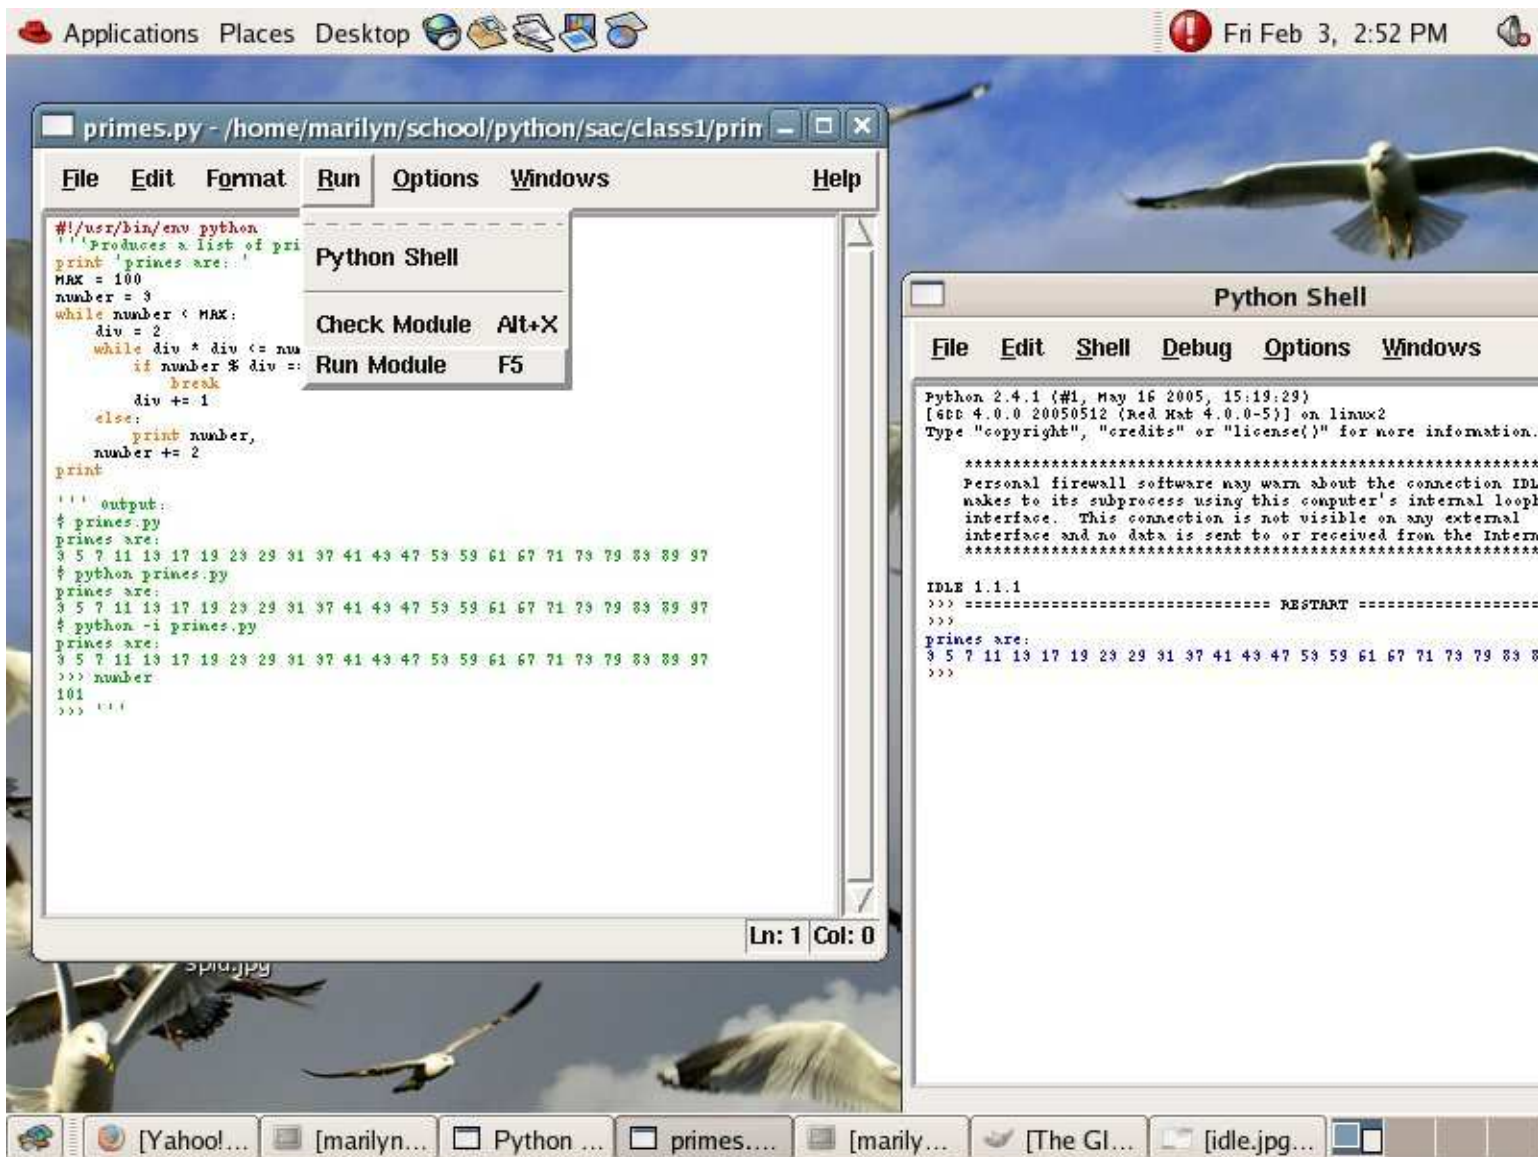 Applications Places Desktop
Fri Feb 3, 2:52 PM
primes.py - /home/marilyn/school/python/sac/class1/prin
File Edit Format Run Options Windows Help
#!/usr/bin/env python
'''Produces a list of pri
print 'primes are: '
MAX = 100
number = 3
while number < MAX:
    div = 2
    while div * div <= num
        if number % div ==
            break
        div += 1
    else:
        print number,
    number += 2
print
''' output:
$ primes.py
primes are:
3 5 7 11 13 17 19 23 29 31 37 41 43 47 53 59 61 67 71 73 79 83 89 97
$ python primes.py
primes are:
3 5 7 11 13 17 19 23 29 31 37 41 43 47 53 59 61 67 71 73 79 83 89 97
$ python -i primes.py
primes are:
3 5 7 11 13 17 19 23 29 31 37 41 43 47 53 59 61 67 71 73 79 83 89 97
>>> number
101
>>> '''
Python Shell
Check Module Alt+X
Run Module F5
Ln: 1 Col: 0
Python Shell
File Edit Shell Debug Options Windows
Python 2.4.1 (#1, May 16 2005, 15:19:29)
[GCC 4.0.0 20050512 (Red Hat 4.0.0-5)] on linux2
Type "copyright", "credits" or "license()" for more information.
****************************************************************
Personal firewall software may warn about the connection IDL
makes to its subprocess using this computer's internal loopb
interface. This connection is not visible on any external
interface and no data is sent to or received from the Intern
****************************************************************
IDLE 1.1.1
>>> ================================ RESTART ================================
>>>
primes are:
3 5 7 11 13 17 19 23 29 31 37 41 43 47 53 59 61 67 71 73 79 83 8
>>>
[Yahoo!... [marilyn... Python ... primes.... [marily... [The GI... [idle.jpg...